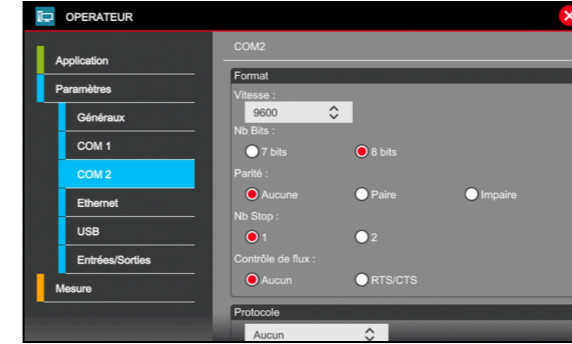 OPERATEUR
Application
Paramètres
Généraux
COM 1
COM 2
Ethernet
USB
Entrées/Sorties
Mesure
COM2
Format
Vitesse :
9600
Nb Bits :
7 bits 8 bits
Parité :
Aucune Paire Impaire
Nb Stop :
1 2
Contrôle de flux :
Aucun RTS/CTS
Protocole
Aucun